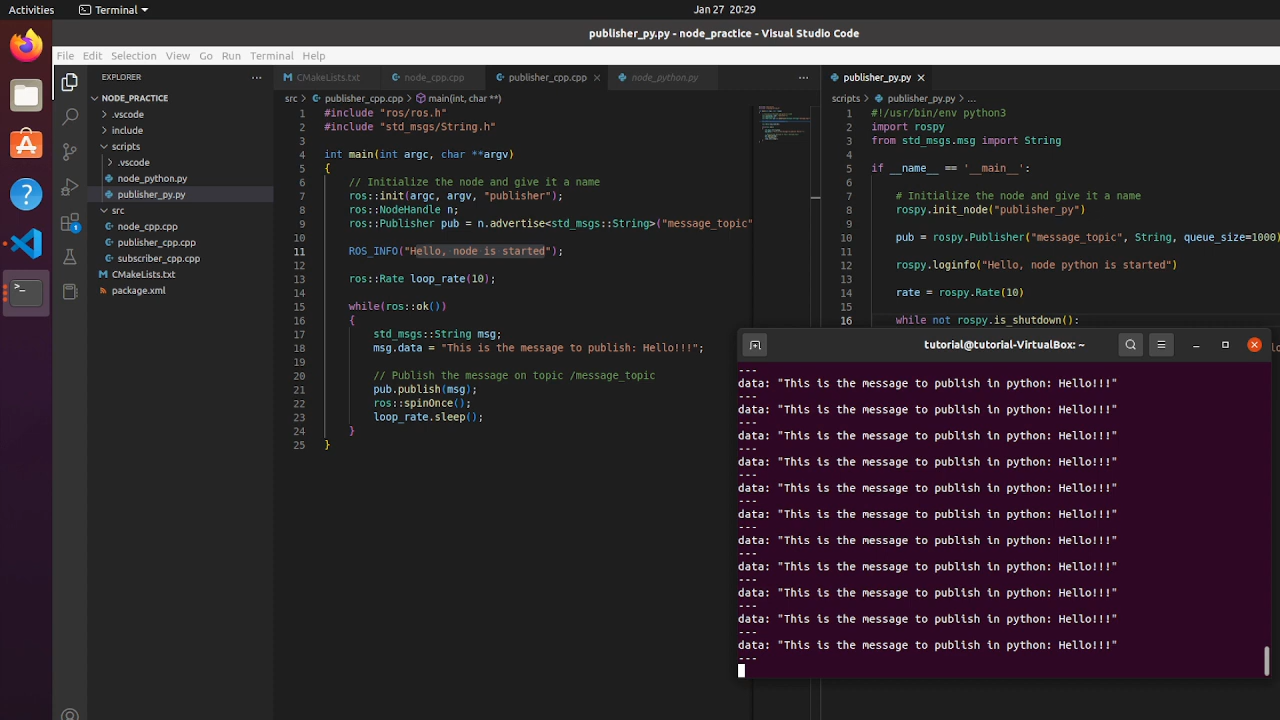 Activities
Terminal
Jan 27 20:29
publisher_py.py - node_practice - Visual Studio Code
File Edit Selection View Go Run Terminal Help
EXPLORER
NODE_PRACTICE
.vscode
include
scripts
.vscode
node_python.py
publisher_py.py
src
node_cpp.cpp
publisher_cpp.cpp
subscriber_cpp.cpp
CMakeLists.txt
package.xml
1
CMakeLists.txt
node_cpp.cpp
publisher_cpp.cpp
node_python.py
src > publisher_cpp.cpp > main(int, char **)
1 #include "ros/ros.h"
2 #include "std_msgs/String.h"
3
4 int main(int argc, char **argv)
5 {
6 // Initialize the node and give it a name
7 ros::init(argc, argv, "publisher");
8 ros::NodeHandle n;
9 ros::Publisher pub = n.advertise<std_msgs::String>("message_topic"
10
11 ROS_INFO("Hello, node is started");
12
13 ros::Rate loop_rate(10);
14
15 while(ros::ok())
16 {
17 std_msgs::String msg;
18 msg.data = "This is the message to publish: Hello!!!";
19
20 // Publish the message on topic /message_topic
21 pub.publish(msg);
22 ros::spinOnce();
23 loop_rate.sleep();
24 }
25 }
publisher_py.py
scripts > publisher_py.py > ...
1 #!/usr/bin/env python3
2 import rospy
3 from std_msgs.msg import String
4
5 if __name__ == '__main__':
6
7 # Initialize the node and give it a name
8 rospy.init_node("publisher_py")
9
10 pub = rospy.Publisher("message_topic", String, queue_size=1000)
11
12 rospy.loginfo("Hello, node python is started")
13
14 rate = rospy.Rate(10)
15
16 while not rospy.is_shutdown():
tutorial@tutorial-VirtualBox: ~
---
data: "This is the message to publish in python: Hello!!!"
---
data: "This is the message to publish in python: Hello!!!"
---
data: "This is the message to publish in python: Hello!!!"
---
data: "This is the message to publish in python: Hello!!!"
---
data: "This is the message to publish in python: Hello!!!"
---
data: "This is the message to publish in python: Hello!!!"
---
data: "This is the message to publish in python: Hello!!!"
---
data: "This is the message to publish in python: Hello!!!"
---
data: "This is the message to publish in python: Hello!!!"
---
data: "This is the message to publish in python: Hello!!!"
---
data: "This is the message to publish in python: Hello!!!"
---